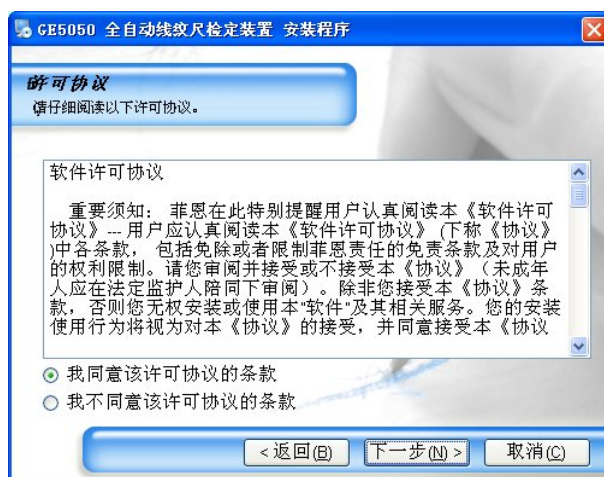 GE5050 全自动线纹尺检定装置 安装程序
许可协议
请仔细阅读以下许可协议。
软件许可协议
重要须知: 菲恩在此特别提醒用户认真阅读本《软件许可
协议》--- 用户应认真阅读本《软件许可协议》 (下称《协议》
)中各条款, 包括免除或者限制菲恩责任的免责条款及对用户
的权利限制。请您审阅并接受或不接受本《协议》 (未成年
人应在法定监护人陪同下审阅)。除非您接受本《协议》条
款, 否则您无权安装或使用本"软件"及其相关服务。您的安装
使用行为将视为对本《协议》的接受, 并同意接受本《协议
我同意该许可协议的条款
我不同意该许可协议的条款
< 返回(B) 下一步(N) > 取消(C)